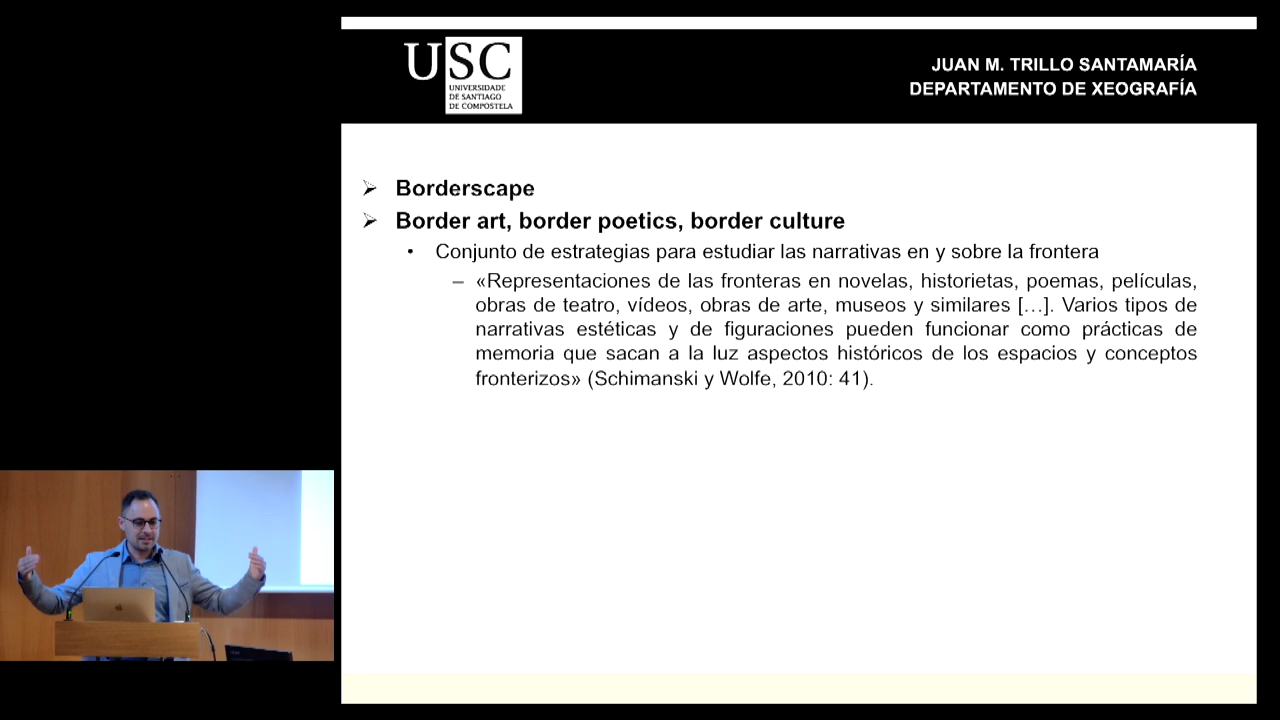 USC
UNIVERSIDADE
DE SANTIAGO
DE COMPOSTELA
JUAN M. TRILLO SANTAMARÍA
DEPARTAMENTO DE XEOGRAFÍA
➢ Borderscape
➢ Border art, border poetics, border culture
• Conjunto de estrategias para estudiar las narrativas en y sobre la frontera
– «Representaciones de las fronteras en novelas, historietas, poemas, películas,
obras de teatro, vídeos, obras de arte, museos y similares […]. Varios tipos de
narrativas estéticas y de figuraciones pueden funcionar como prácticas de
memoria que sacan a la luz aspectos históricos de los espacios y conceptos
fronterizos» (Schimanski y Wolfe, 2010: 41).